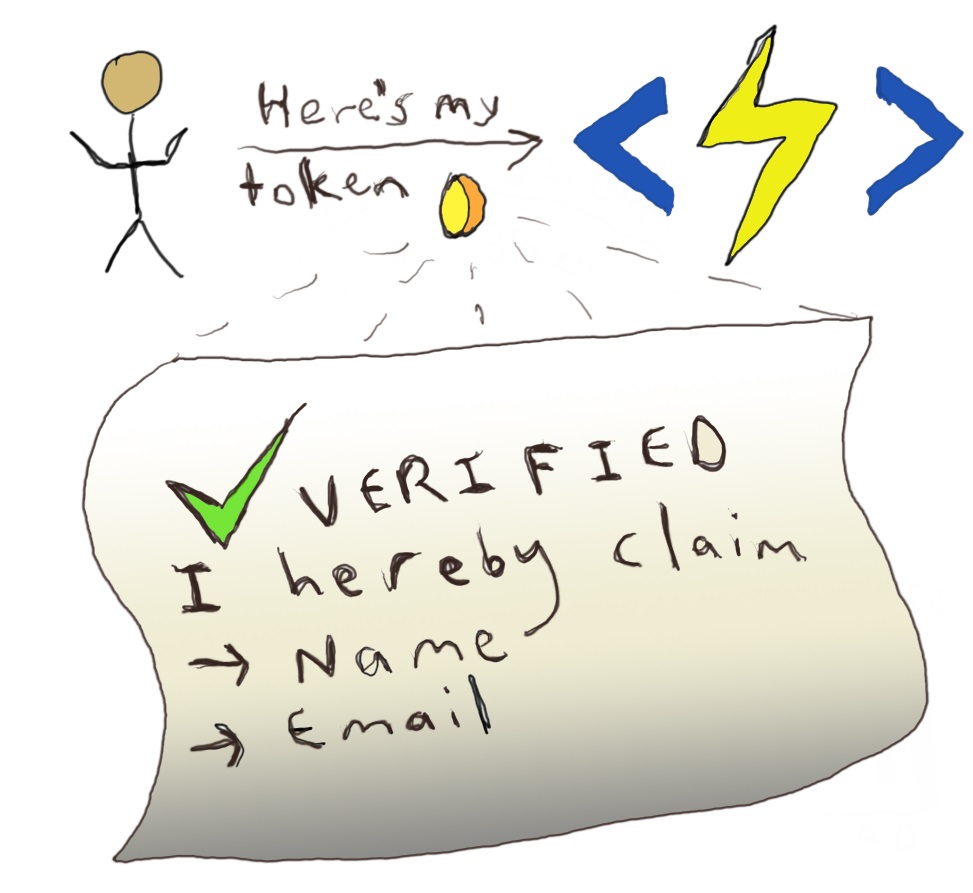 Here's my
token
VERIFIED
I hereby claim
→ Name
→ Email